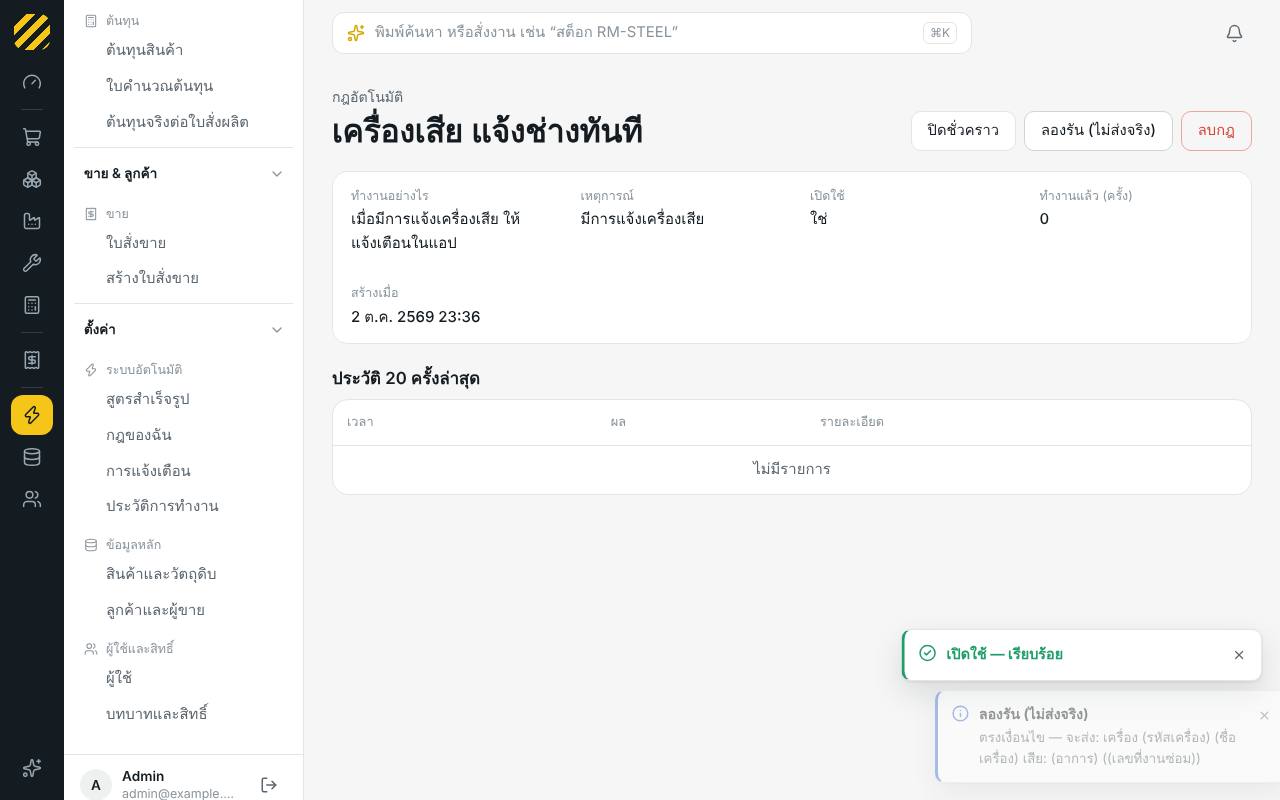 ต้นทุน
ต้นทุนสินค้า
ใบคำนวณต้นทุน
ต้นทุนจริงต่อใบสั่งผลิต
ขาย & ลูกค้า
ขาย
ใบสั่งขาย
สร้างใบสั่งขาย
ตั้งค่า
ระบบอัตโนมัติ
สูตรสำเร็จรูป
กฎของฉัน
การแจ้งเตือน
ประวัติการทำงาน
ข้อมูลหลัก
สินค้าและวัตถุดิบ
ลูกค้าและผู้ขาย
ผู้ใช้และสิทธิ์
ผู้ใช้
บทบาทและสิทธิ์
A
Admin
admin@example....
พิมพ์ค้นหา หรือสั่งงาน เช่น “สต็อก RM-STEEL”
⌘K
กฎอัตโนมัติ
เครื่องเสีย แจ้งช่างทันที
ปิดชั่วคราว
ลองรัน (ไม่ส่งจริง)
ลบกฎ
ทำงานอย่างไร
เมื่อมีการแจ้งเครื่องเสีย ให้
แจ้งเตือนในแอป
เหตุการณ์
มีการแจ้งเครื่องเสีย
เปิดใช้
ใช่
ทำงานแล้ว (ครั้ง)
0
สร้างเมื่อ
2 ต.ค. 2569 23:36
ประวัติ 20 ครั้งล่าสุด
เวลา
ผล
รายละเอียด
ไม่มีรายการ
เปิดใช้ — เรียบร้อย
ลองรัน (ไม่ส่งจริง)
ตรงเงื่อนไข — จะส่ง: เครื่อง (รหัสเครื่อง) (ชื่อ
เครื่อง) เสีย: (อาการ) ((เลขที่งานซ่อม))